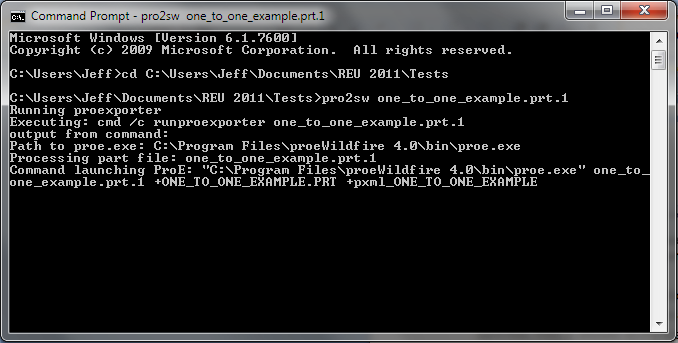 Command Prompt - pro2sw  one_to_one_example.prt.1
Microsoft Windows [Version 6.1.7600]
Copyright (c) 2009 Microsoft Corporation.  All rights reserved.
C:\Users\Jeff>cd C:\Users\Jeff\Documents\REU 2011\Tests
C:\Users\Jeff\Documents\REU 2011\Tests>pro2sw one_to_one_example.prt.1
Running proexporter
Executing: cmd /c runproexporter one_to_one_example.prt.1
output from command:
Path to proe.exe: C:\Program Files\proeWildfire 4.0\bin\proe.exe
Processing part file: one_to_one_example.prt.1
Command launching ProE: "C:\Program Files\proeWildfire 4.0\bin\proe.exe" one_to_
one_example.prt.1 +ONE_TO_ONE_EXAMPLE.PRT +pxml_ONE_TO_ONE_EXAMPLE